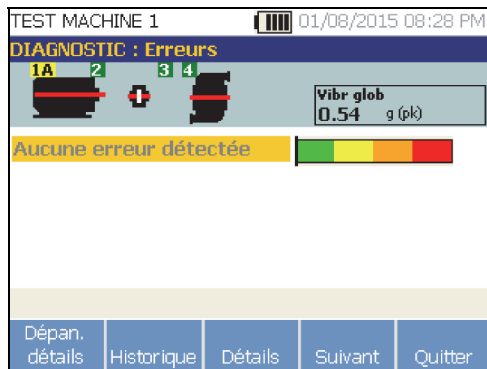 TEST MACHINE 1 01/08/2015 08:28 PM
DIAGNOSTIC : Erreurs
1A 2 3 4
Vibr glob
0.54 g (pk)
Aucune erreur détectée
Dépan. détails Historique Détails Suivant Quitter